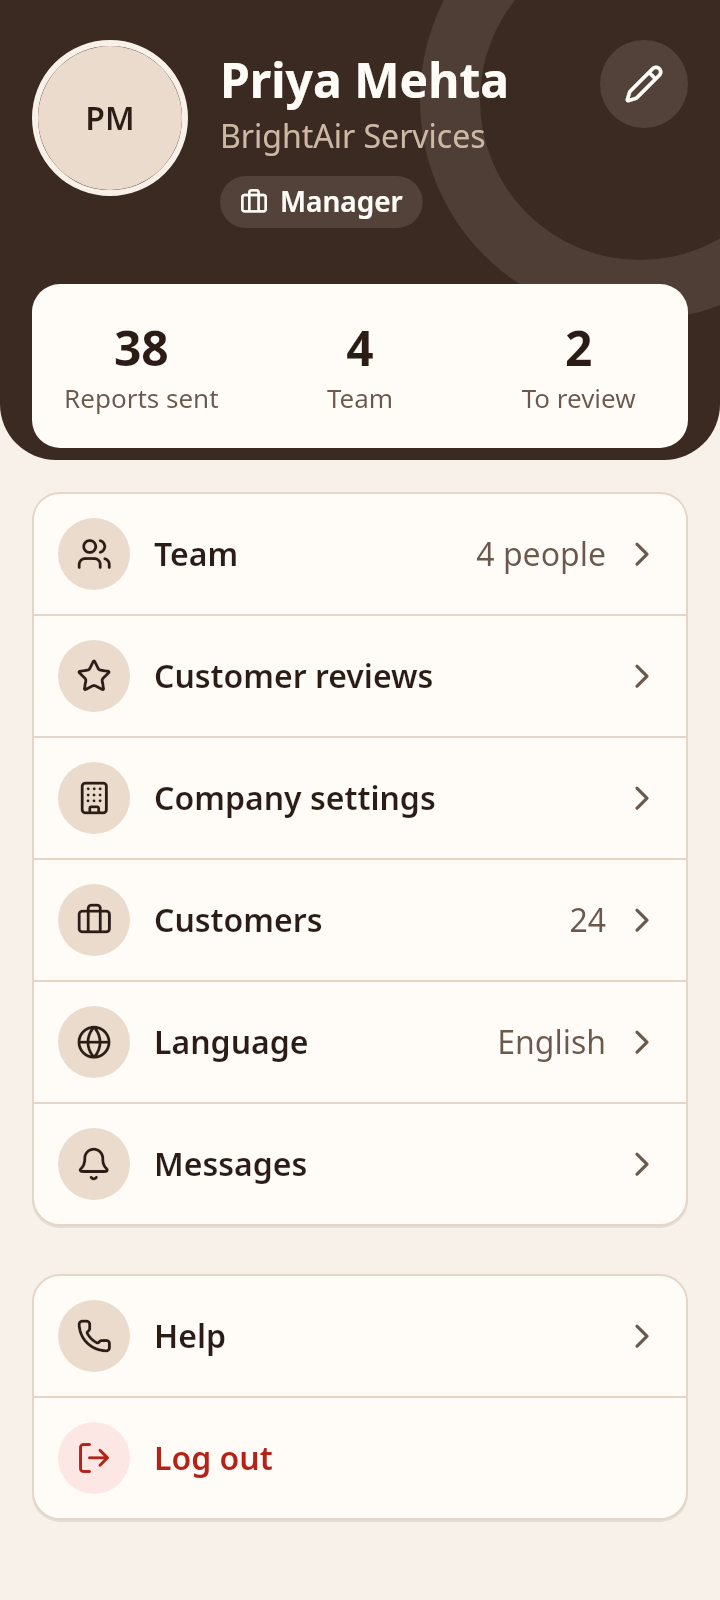 PM
Priya Mehta
BrightAir Services
Manager
38
Reports sent
4
Team
2
To review
Team
4 people
Customer reviews
Company settings
Customers
24
Language
English
Messages
Help
Log out